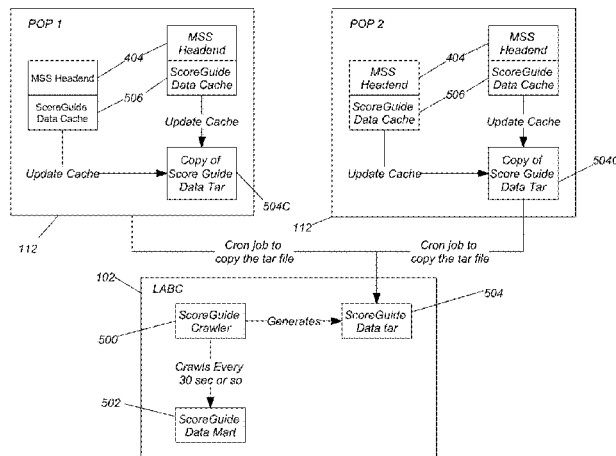 POP 1
MSS
Headend
404
MSS Headend
ScoreGuide
Data Cache
506
ScoreGuide
Data Cache
Update Cache
Update Cache
Copy of
Score Guide
Data Tar
504C
112
POP 2
MSS
Headend
404
MSS Headend
ScoreGuide
Data Cache
506
ScoreGuide
Data Cache
Update Cache
Update Cache
Copy of
Score Guide
Data Tar
504C
112
Cron job to
copy the tar file
Cron job to
copy the tar file
102
LABC
504
ScoreGuide
Crawler
Generates
ScoreGuide
Data tar
500
Crawls Every
30 sec or so
502
ScoreGuide
Data Mart